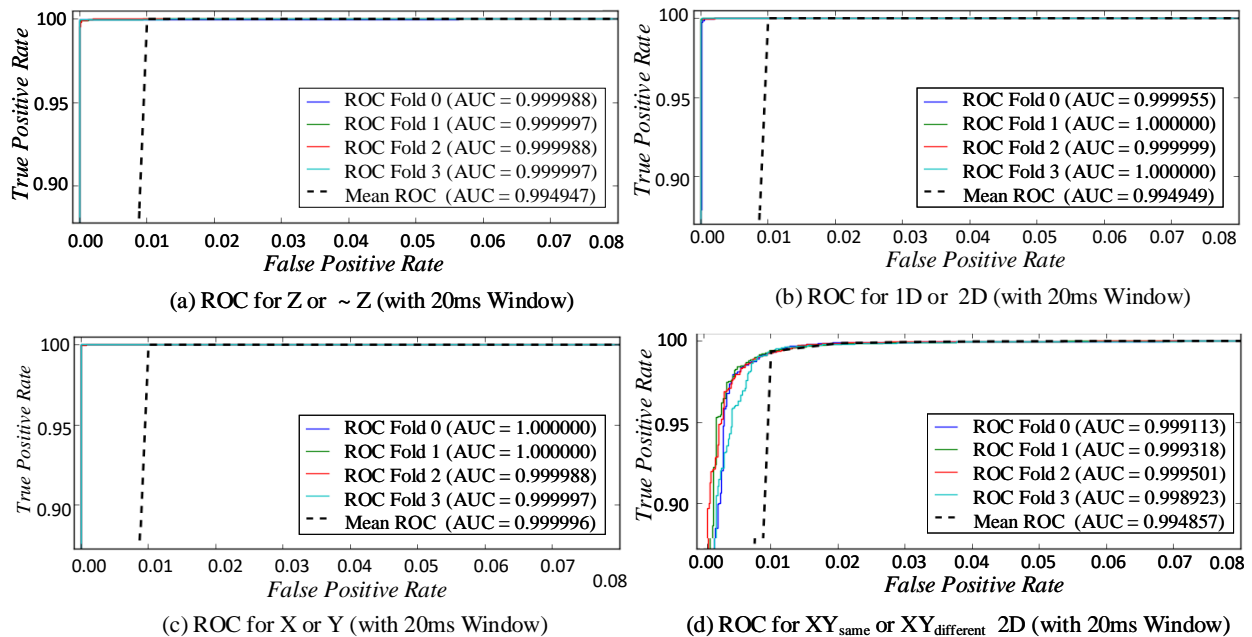 100
0.95
0.90
True Positive Rate
ROC Fold 0 (AUC = 0.999988)
ROC Fold 1 (AUC = 0.999997)
ROC Fold 2 (AUC = 0.999988)
ROC Fold 3 (AUC = 0.999997)
Mean ROC (AUC = 0.994947)
0.00 0.01 0.02 0.03 0.04 0.05 0.06 0.07 0.08
False Positive Rate
(a) ROC for Z or ~ Z (with 20ms Window)
100
0.95
0.90
True Positive Rate
ROC Fold 0 (AUC = 0.999955)
ROC Fold 1 (AUC = 1.000000)
ROC Fold 2 (AUC = 0.999999)
ROC Fold 3 (AUC = 1.000000)
Mean ROC (AUC = 0.994949)
0.00 0.01 0.02 0.03 0.04 0.05 0.06 0.07 0.08
False Positive Rate
(b) ROC for 1D or 2D (with 20ms Window)
100
0.95
0.90
True Positive Rate
ROC Fold 0 (AUC = 1.000000)
ROC Fold 1 (AUC = 1.000000)
ROC Fold 2 (AUC = 0.999988)
ROC Fold 3 (AUC = 0.999997)
Mean ROC (AUC = 0.999996)
0.00 0.01 0.02 0.03 0.04 0.05 0.06 0.07 0.08
False Positive Rate
(c) ROC for X or Y (with 20ms Window)
100
0.95
0.90
True Positive Rate
ROC Fold 0 (AUC = 0.999113)
ROC Fold 1 (AUC = 0.999318)
ROC Fold 2 (AUC = 0.999501)
ROC Fold 3 (AUC = 0.998923)
Mean ROC (AUC = 0.994857)
0.00 0.01 0.02 0.03 0.04 0.05 0.06 0.07 0.08
False Positive Rate
(d) ROC for XYsame or XYdifferent 2D (with 20ms Window)